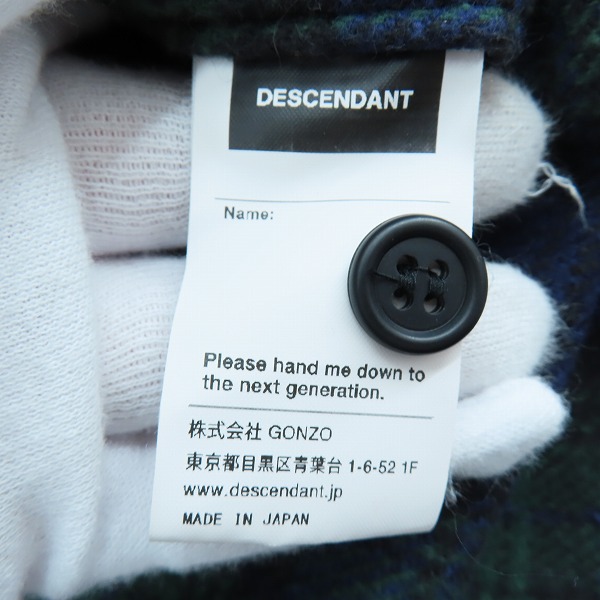 DESCENDANT
Name:
Please hand me down to
the next generation.
株式会社 GONZO
東京都目黒区青葉台 1-6-52 1F
www.descendant.jp
MADE IN JAPAN